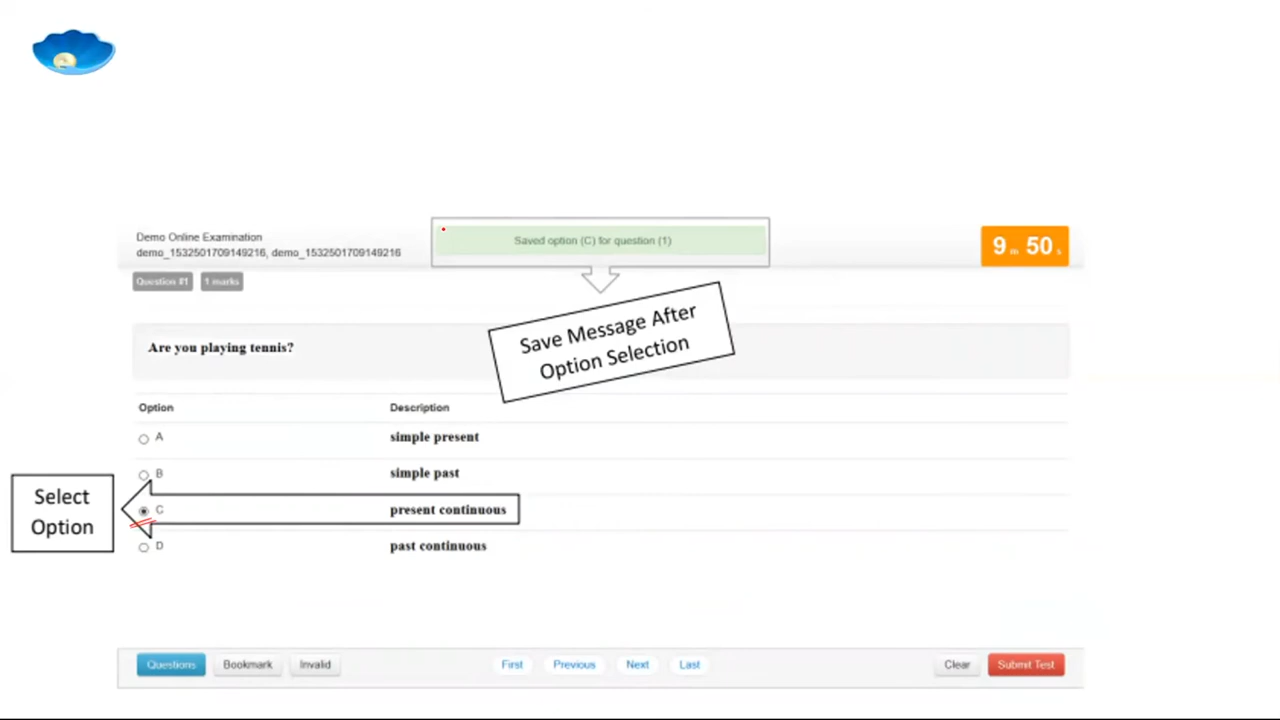 Demo Online Examination
demo_1532501709149216, demo_1532501709149216
Saved option (C) for question (1)
9 m 50 s
Question #1 1 marks
Save Message After
Option Selection
Are you playing tennis?
Option Description
A simple present
B simple past
Select
Option
C present continuous
D past continuous
Questions Bookmark Invalid First Previous Next Last Clear Submit Test